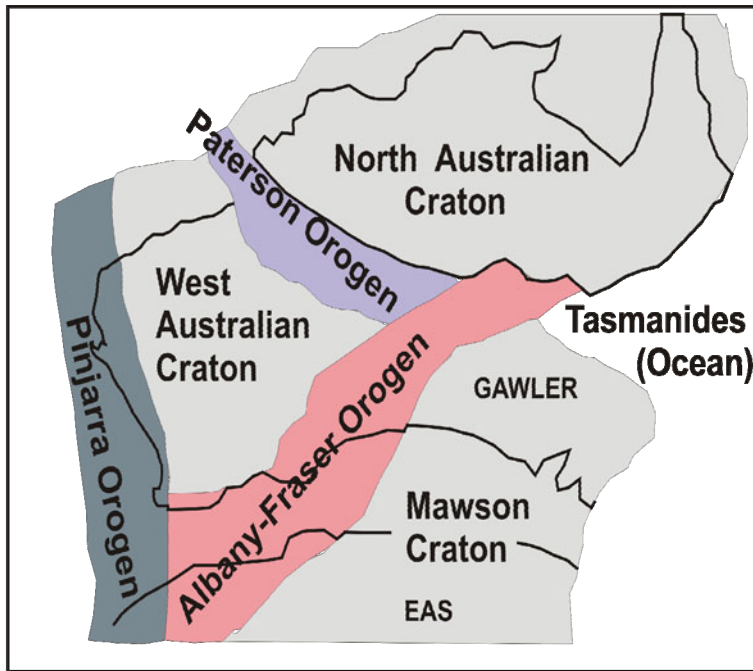 Paterson Orogen
North Australian
Craton
West
Australian
Craton
Tasmanides
(Ocean)
Pinjarra Orogen
Albany-Fraser Orogen
GAWLER
Mawson
Craton
EAS